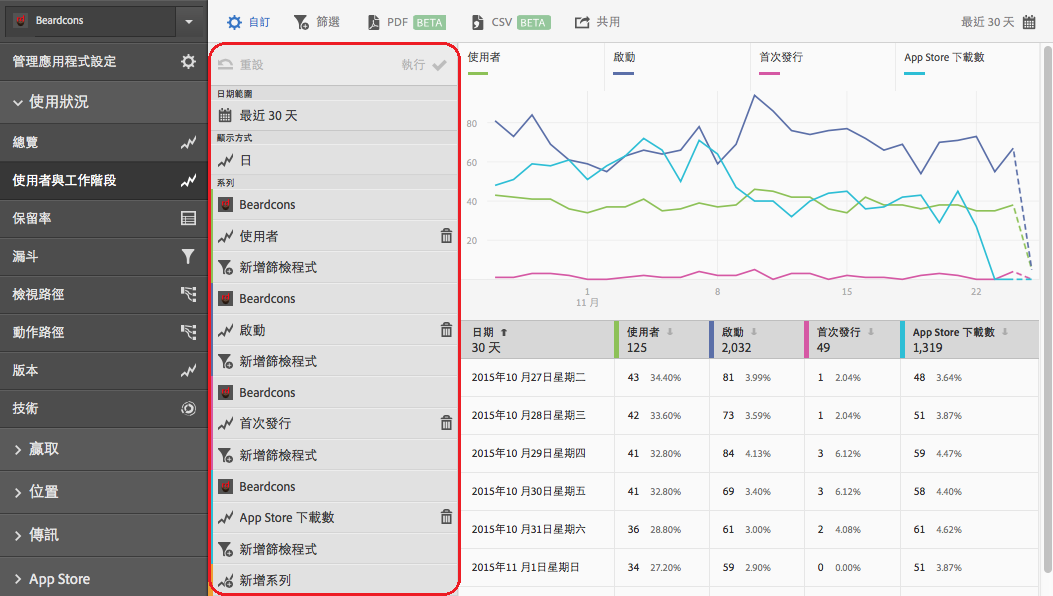 Beardcons
管理應用程式設定
使用狀況
總覽
使用者與工作階段
保留率
漏斗
檢視路徑
動作路徑
版本
技術
贏取
位置
傳訊
App Store
自訂
篩選
PDF BETA
CSV BETA
共用
最近 30 天
重設
執行
日期範圍
最近 30 天
顯示方式
日
系列
Beardcons
使用者
新增篩檢程式
Beardcons
啟動
新增篩檢程式
Beardcons
首次發行
新增篩檢程式
Beardcons
App Store 下載數
新增篩檢程式
新增系列
使用者
啟動
首次發行
App Store 下載數
80
60
40
20
1
8
15
22
11 月
日期 使用者 啟動 首次發行 App Store 下載數
30 天 125 2,032 49 1,319
2015年10 月27日星期二 43 34.40% 81 3.99% 1 2.04% 48 3.64%
2015年10 月28日星期三 42 33.60% 73 3.59% 1 2.04% 51 3.87%
2015年10 月29日星期四 41 32.80% 84 4.13% 3 6.12% 59 4.47%
2015年10 月30日星期五 41 32.80% 69 3.40% 3 6.12% 58 4.40%
2015年10 月31日星期六 36 28.80% 61 3.00% 2 4.08% 61 4.62%
2015年11 月1日星期日 34 27.20% 59 2.90% 0 0.00% 51 3.87%